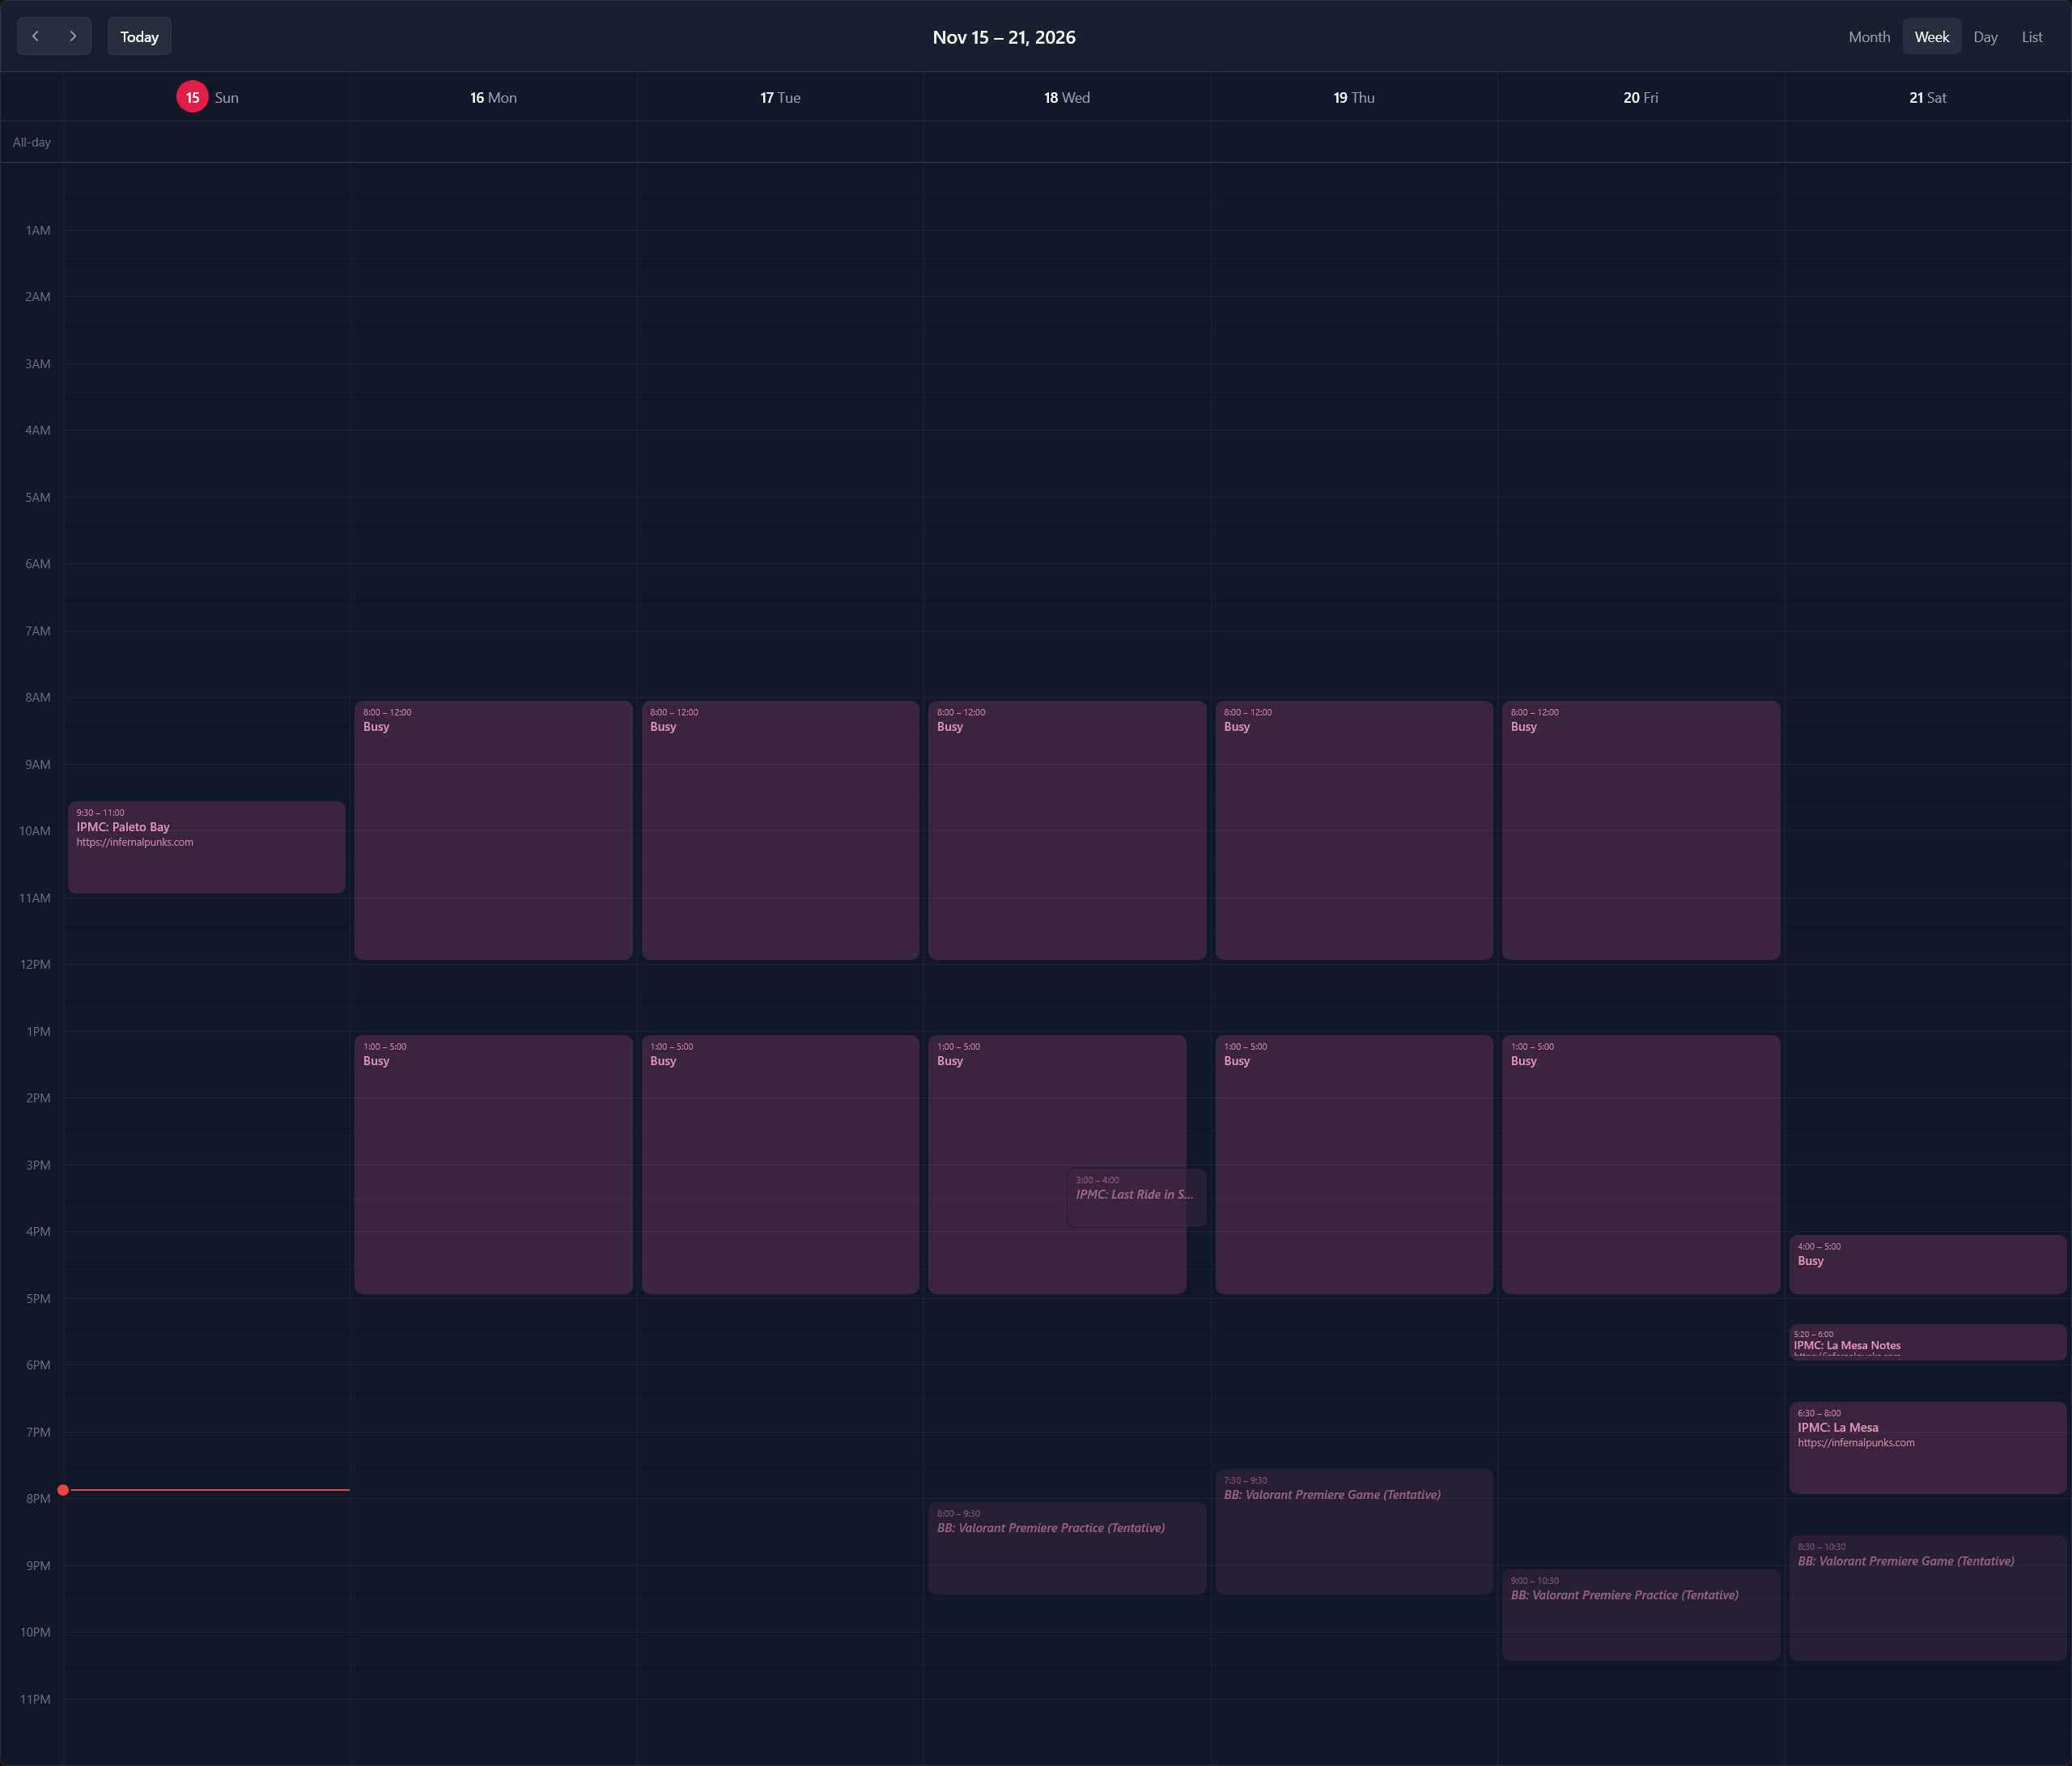 Today
Nov 15 – 21, 2026
Month
Week
Day
List
15 Sun
16 Mon
17 Tue
18 Wed
19 Thu
20 Fri
21 Sat
All-day
1AM
2AM
3AM
4AM
5AM
6AM
7AM
8AM
9AM
10AM
11AM
12PM
1PM
2PM
3PM
4PM
5PM
6PM
7PM
8PM
9PM
10PM
11PM
9:30 – 11:00
IPMC: Paleto Bay
https://infernalpunks.com
8:00 – 12:00
Busy
1:00 – 5:00
Busy
8:00 – 12:00
Busy
1:00 – 5:00
Busy
8:00 – 12:00
Busy
1:00 – 5:00
Busy
3:00 – 4:00
IPMC: Last Ride in S...
8:00 – 9:30
BB: Valorant Premiere Practice (Tentative)
8:00 – 12:00
Busy
1:00 – 5:00
Busy
7:30 – 9:30
BB: Valorant Premiere Game (Tentative)
8:00 – 12:00
Busy
1:00 – 5:00
Busy
9:00 – 10:30
BB: Valorant Premiere Practice (Tentative)
4:00 – 5:00
Busy
5:20 – 6:00
IPMC: La Mesa Notes
6:30 – 8:00
IPMC: La Mesa
https://infernalpunks.com
8:30 – 10:30
BB: Valorant Premiere Game (Tentative)